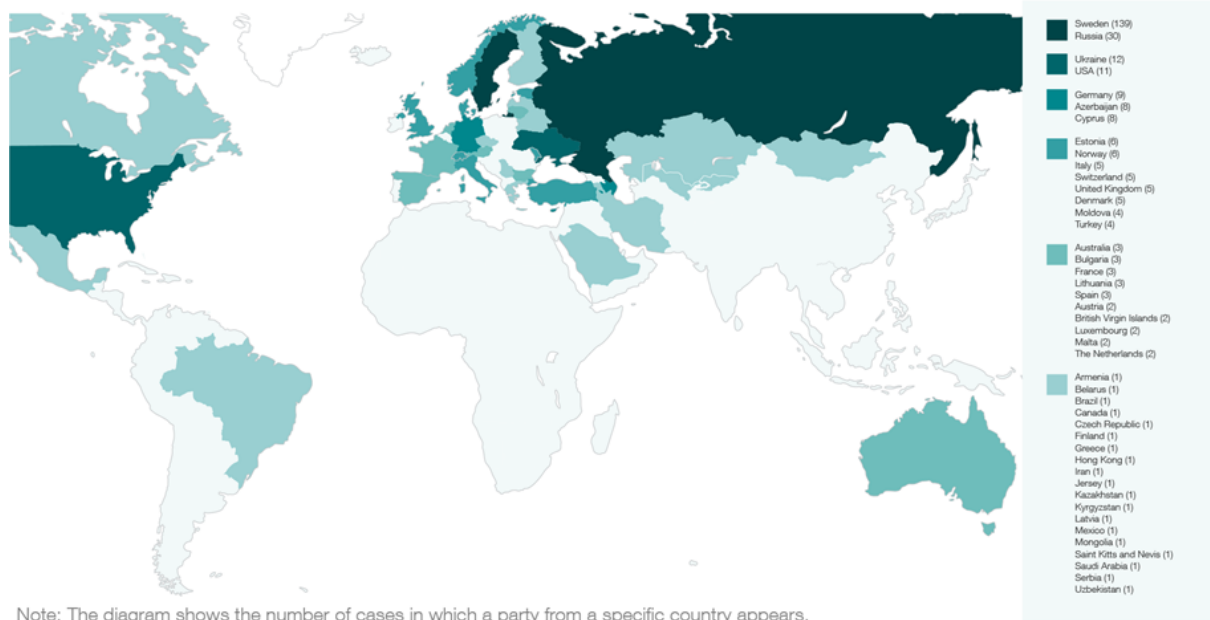 Sweden (139)
Russia (30)
Ukraine (12)
USA (11)
Germany (9)
Azerbaijan (8)
Cyprus (8)
Estonia (6)
Norway (6)
Italy (5)
Switzerland (5)
United Kingdom (5)
Denmark (5)
Moldova (4)
Turkey (4)
Australia (3)
Bulgaria (3)
France (3)
Lithuania (3)
Spain (3)
Austria (2)
British Virgin Islands (2)
Luxembourg (2)
Malta (2)
The Netherlands (2)
Armenia (1)
Belarus (1)
Brazil (1)
Canada (1)
Czech Republic (1)
Finland (1)
Greece (1)
Hong Kong (1)
Iran (1)
Jersey (1)
Kazakhstan (1)
Kyrgyzstan (1)
Latvia (1)
Mexico (1)
Mongolia (1)
Saint Kitts and Nevis (1)
Saudi Arabia (1)
Serbia (1)
Uzbekistan (1)
Note: The diagram shows the number of cases in which a party from a specific country appears.